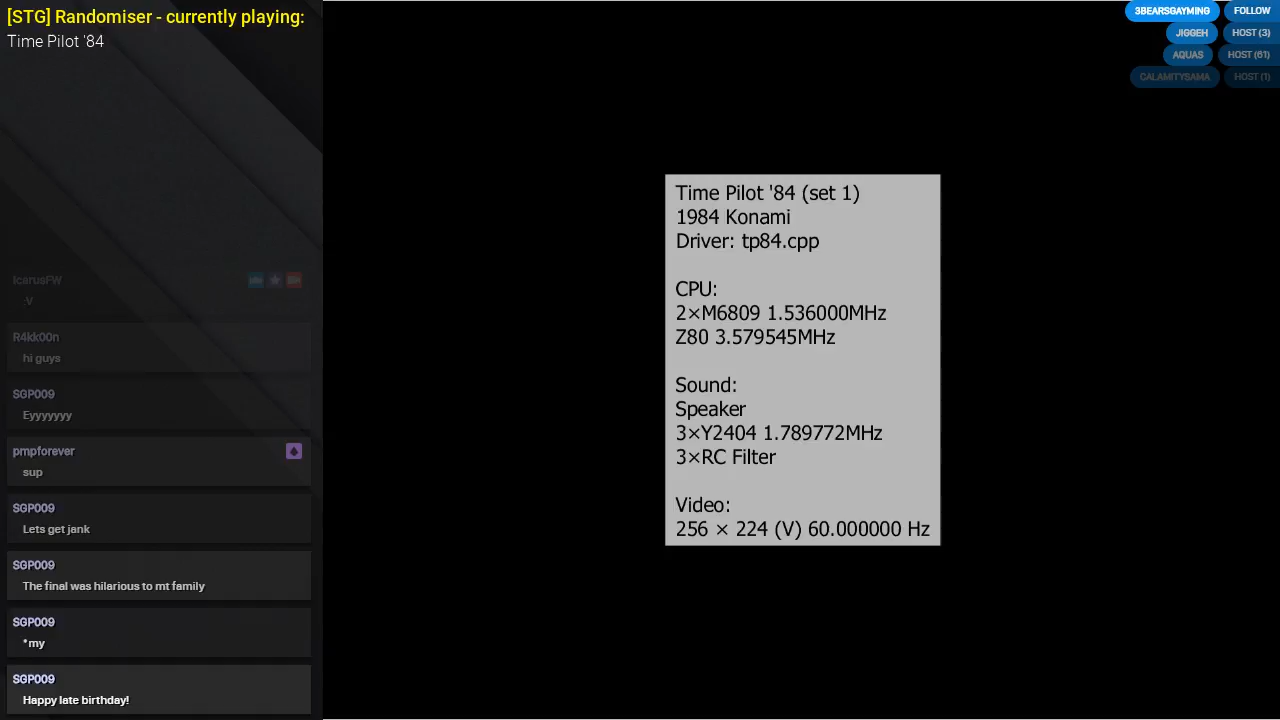 [STG] Randomiser - currently playing:
Time Pilot '84
IcarusFW
:V
R4kk00n
hi guys
SGP009
Eyyyyyyy
pmpforever
sup
SGP009
Lets get jank
SGP009
The final was hilarious to mt family
SGP009
*my
SGP009
Happy late birthday!
Time Pilot '84 (set 1)
1984 Konami
Driver: tp84.cpp
CPU:
2×M6809 1.536000MHz
Z80 3.579545MHz
Sound:
Speaker
3×Y2404 1.789772MHz
3×RC Filter
Video:
256 × 224 (V) 60.000000 Hz
3BEARSGAYMING FOLLOW
JIGGEH HOST (3)
AQUAS HOST (61)
CALAMITYSAMA HOST (1)